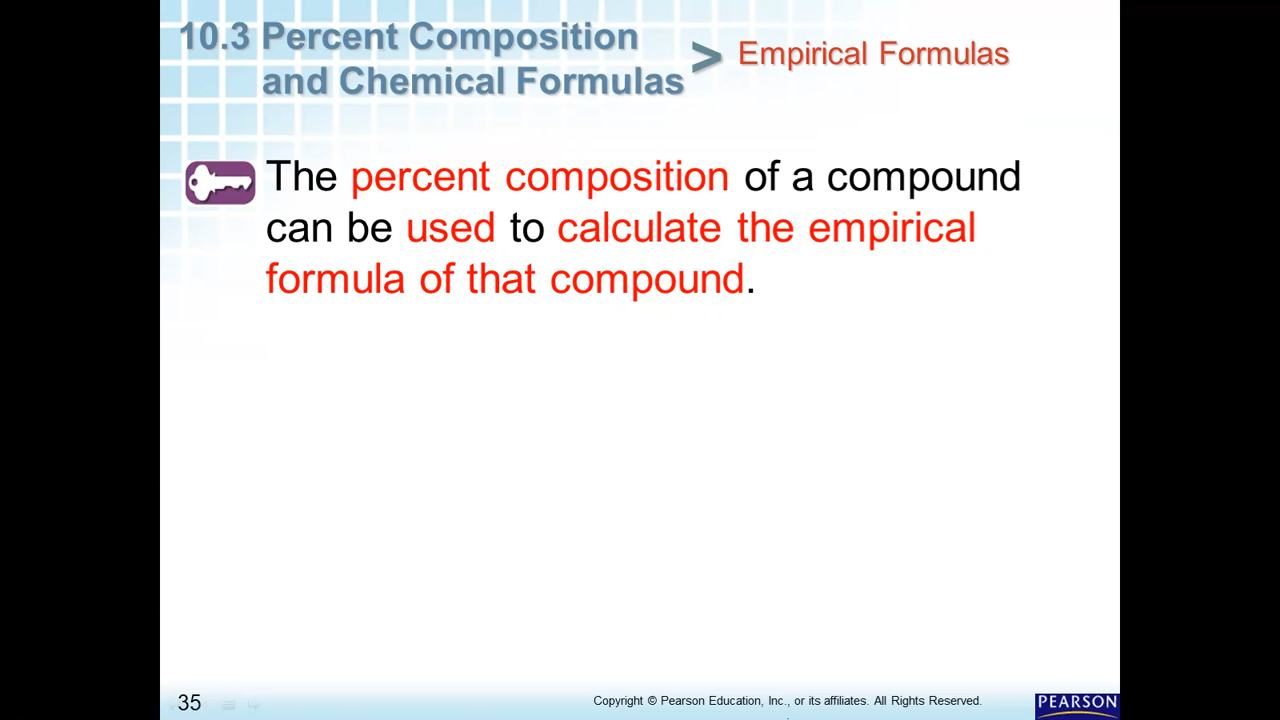 10.3 Percent Composition
and Chemical Formulas
> Empirical Formulas
The percent composition of a compound
can be used to calculate the empirical
formula of that compound.
35
Copyright © Pearson Education, Inc., or its affiliates. All Rights Reserved.
PEARSON